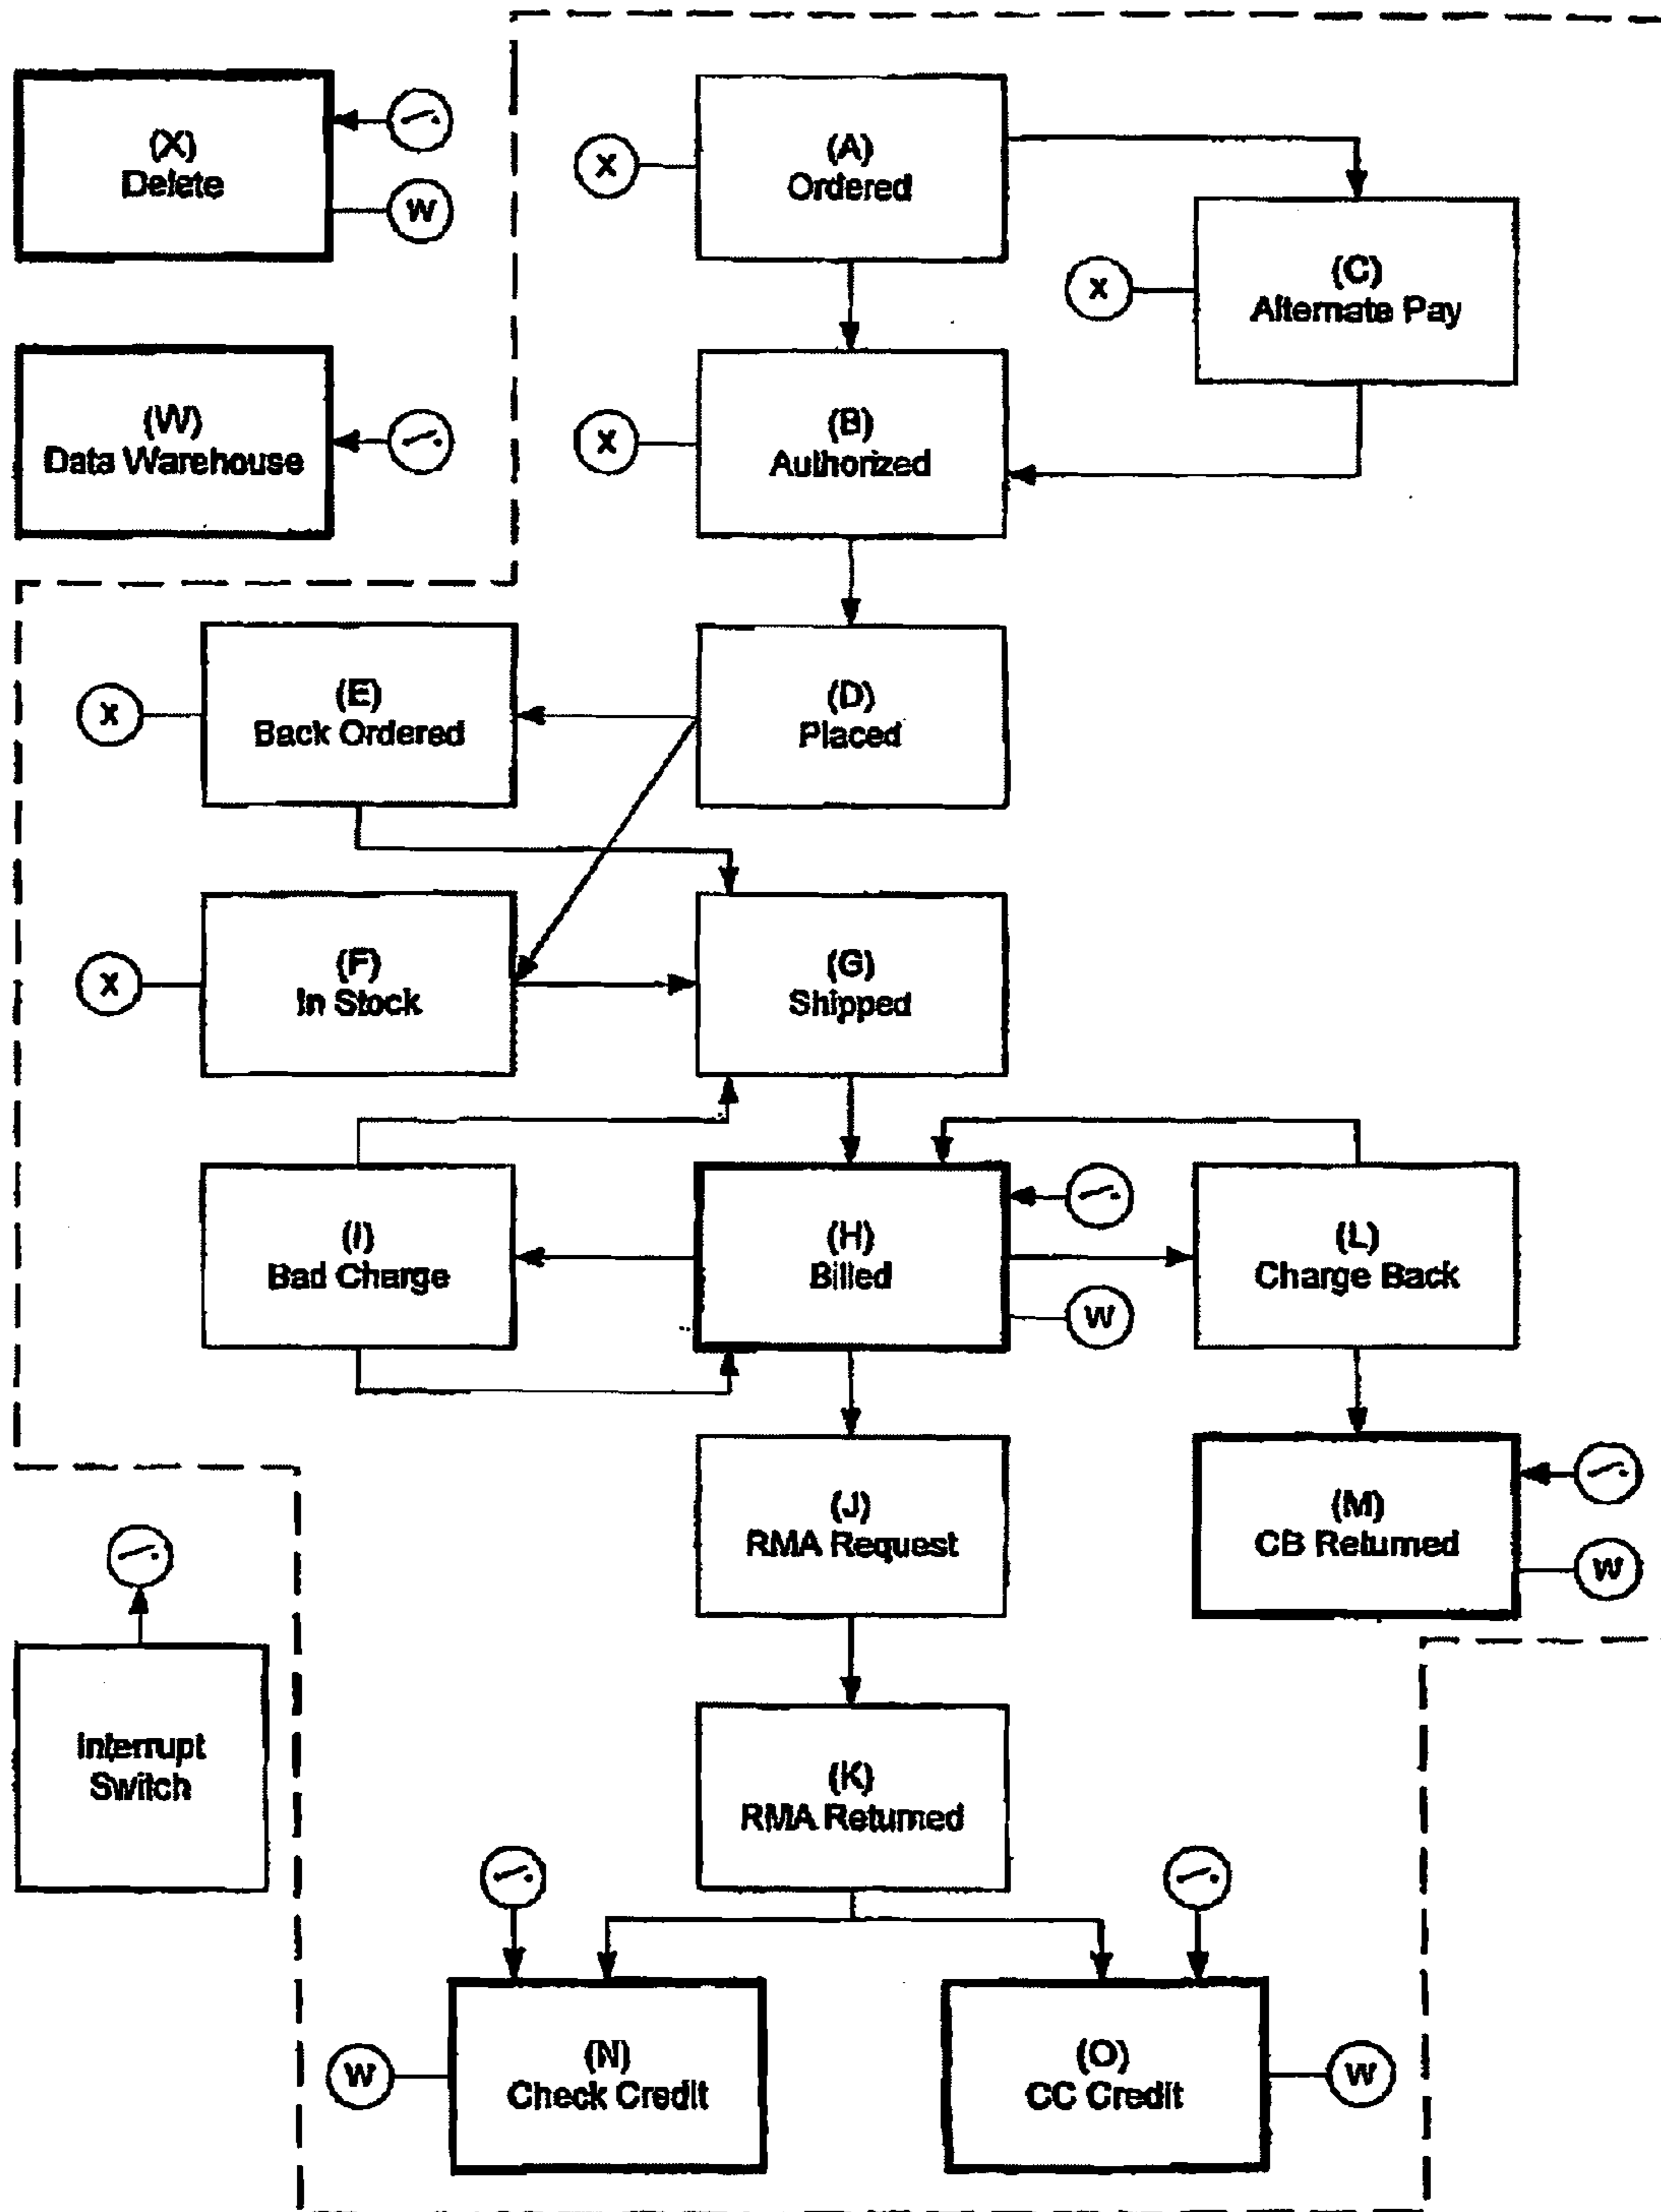 (X)
Delete
W
X
(A)
Ordered
X
(C)
Alternate Pay
(W)
Data Warehouse
X
(B)
Authorized
X
(E)
Back Ordered
(D)
Placed
X
(F)
In Stock
(G)
Shipped
(I)
Bad Charge
(H)
Billed
W
(L)
Charge Back
(J)
RMA Request
(M)
CB Returned
W
Interrupt
Switch
(K)
RMA Returned
W
(N)
Check Credit
(O)
CC Credit
W